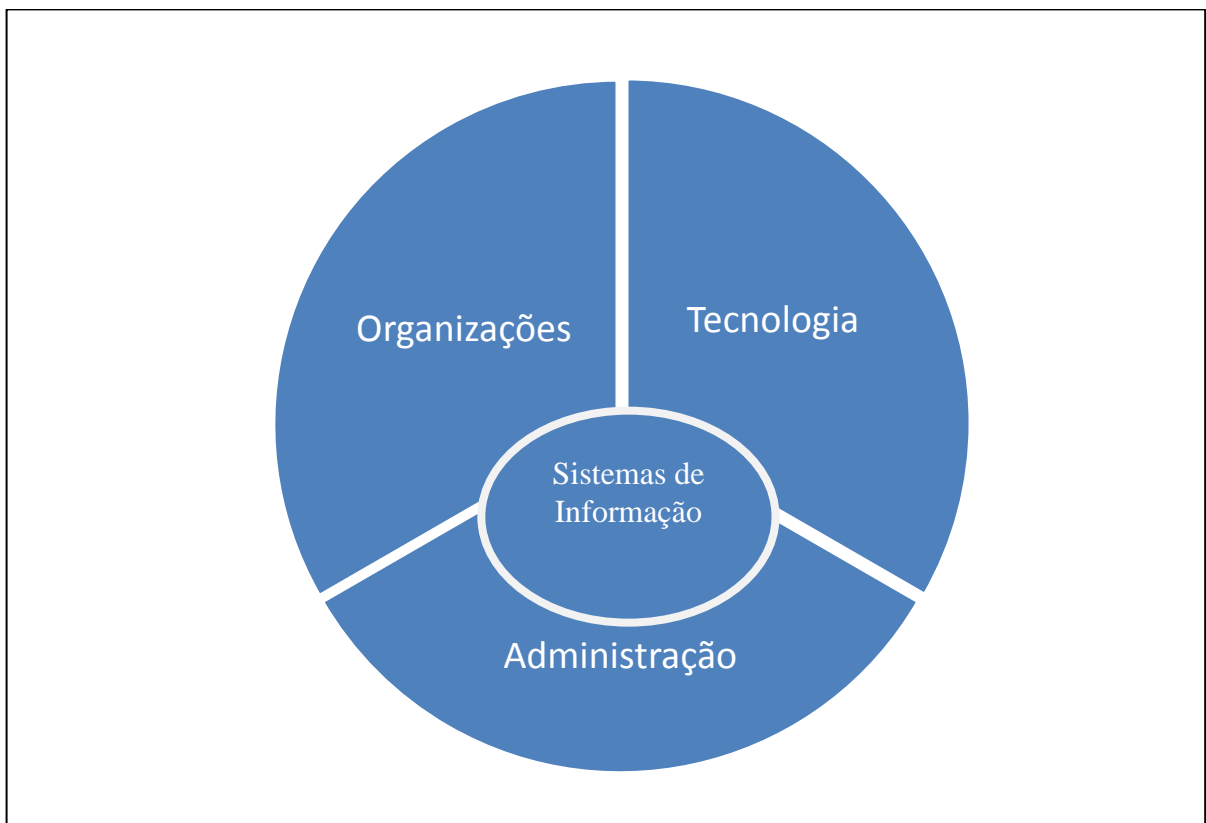 Organizações
Tecnologia
Sistemas de
Informação
Administração